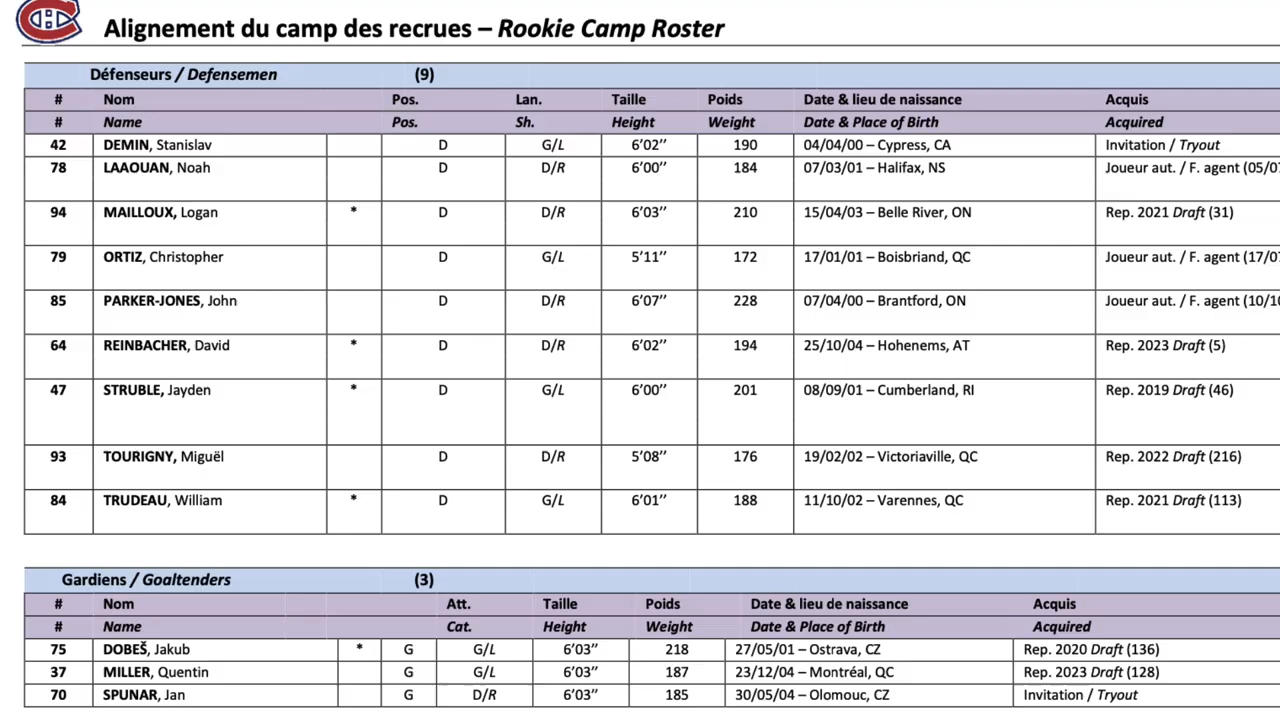 Alignement du camp des recrues – Rookie Camp Roster
Défenseurs / Defensemen (9)
# Nom Pos. Lan. Taille Poids Date & lieu de naissance Acquis
# Name Pos. Sh. Height Weight Date & Place of Birth Acquired
42 DEMIN, Stanislav D G/L 6’02’’ 190 04/04/00 – Cypress, CA Invitation / Tryout
78 LAAOUAN, Noah D D/R 6’00’’ 184 07/03/01 – Halifax, NS Joueur aut. / F. agent (05/07
94 MAILLOUX, Logan * D D/R 6’03’’ 210 15/04/03 – Belle River, ON Rep. 2021 Draft (31)
79 ORTIZ, Christopher D G/L 5’11’’ 172 17/01/01 – Boisbriand, QC Joueur aut. / F. agent (17/07
85 PARKER-JONES, John D D/R 6’07’’ 228 07/04/00 – Brantford, ON Joueur aut. / F. agent (10/10
64 REINBACHER, David * D D/R 6’02’’ 194 25/10/04 – Hohenems, AT Rep. 2023 Draft (5)
47 STRUBLE, Jayden * D G/L 6’00’’ 201 08/09/01 – Cumberland, RI Rep. 2019 Draft (46)
93 TOURIGNY, Miguël D D/R 5’08’’ 176 19/02/02 – Victoriaville, QC Rep. 2022 Draft (216)
84 TRUDEAU, William * D G/L 6’01’’ 188 11/10/02 – Varennes, QC Rep. 2021 Draft (113)
Gardiens / Goaltenders (3)
# Nom Att. Taille Poids Date & lieu de naissance Acquis
# Name Cat. Height Weight Date & Place of Birth Acquired
75 DOBEŠ, Jakub * G G/L 6’03’’ 218 27/05/01 – Ostrava, CZ Rep. 2020 Draft (136)
37 MILLER, Quentin G G/L 6’03’’ 187 23/12/04 – Montréal, QC Rep. 2023 Draft (128)
70 SPUNAR, Jan G D/R 6’03’’ 185 30/05/04 – Olomouc, CZ Invitation / Tryout